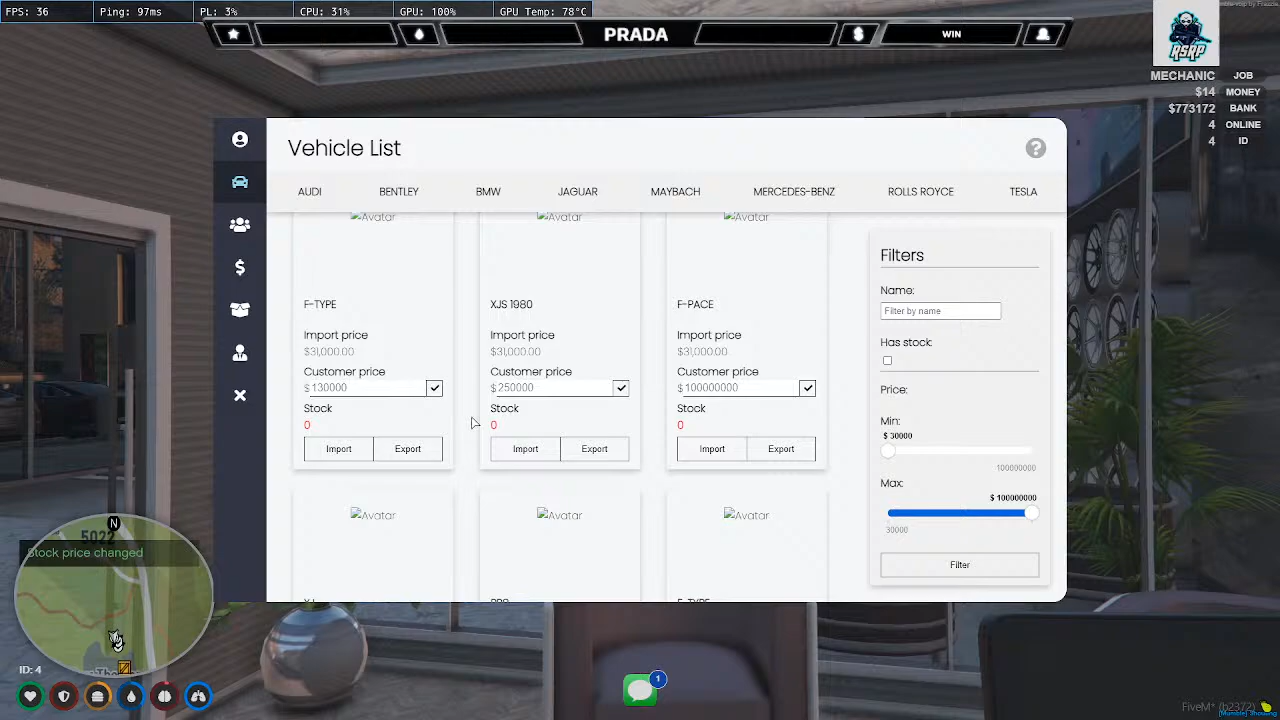 FPS: 36 Ping: 97ms PL: 3% CPU: 31% GPU: 100% GPU Temp: 78°C
PRADA
WIN
RSRP
MECHANIC JOB
$14 MONEY
$773172 BANK
4 ONLINE
4 ID
Vehicle List
?
AUDI BENTLEY BMW JAGUAR MAYBACH MERCEDES-BENZ ROLLS ROYCE TESLA
Avatar Avatar Avatar
F-TYPE XJS 1980 F-PACE
Import price Import price Import price
$31,000.00 $31,000.00 $31,000.00
Customer price Customer price Customer price
$130000 $250000 $100000000
Stock Stock Stock
0 0 0
Import Export Import Export Import Export
Avatar Avatar Avatar
Filters
Name:
Filter by name
Has stock:
Price:
Min:
$ 30000
100000000
Max:
$ 100000000
30000
Filter
N
5022
Stock price changed
ID: 4
1
FiveM* (b2372)